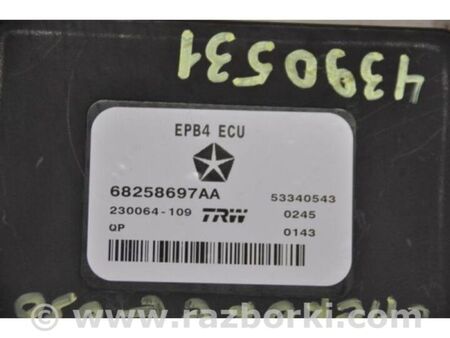 4390531
EPB4 ECU
68258697AA 53340543
230064-109 TRW 0245
QP 0143
www.razborki.com